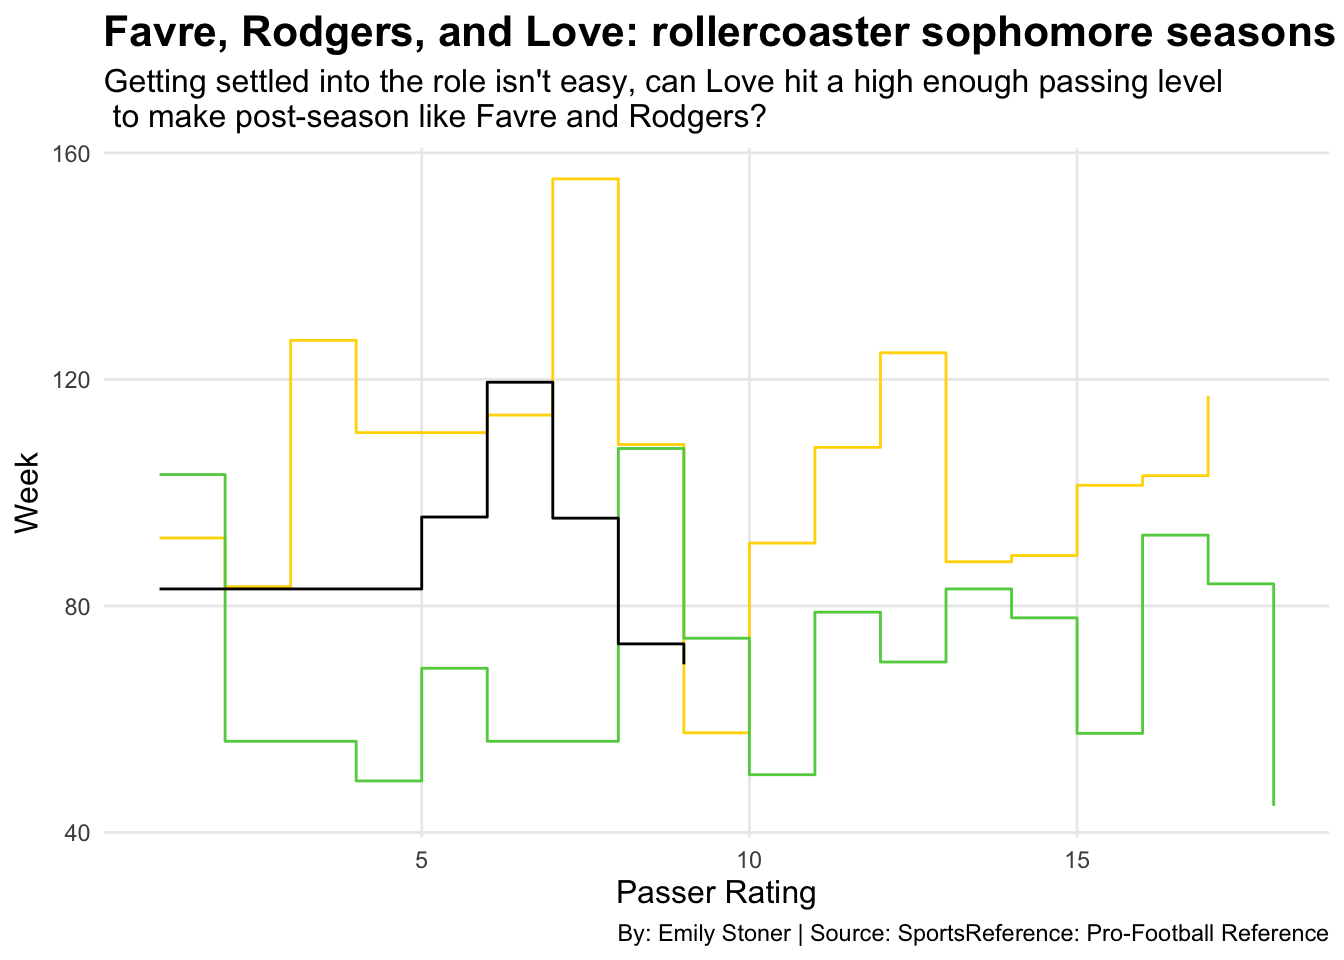 Favre, Rodgers, and Love: rollercoaster sophomore seasons
Getting settled into the role isn't easy, can Love hit a high enough passing level
to make post-season like Favre and Rodgers?
160
120
80
40
Week
5
10
15
Passer Rating
By: Emily Stoner | Source: SportsReference: Pro-Football Reference